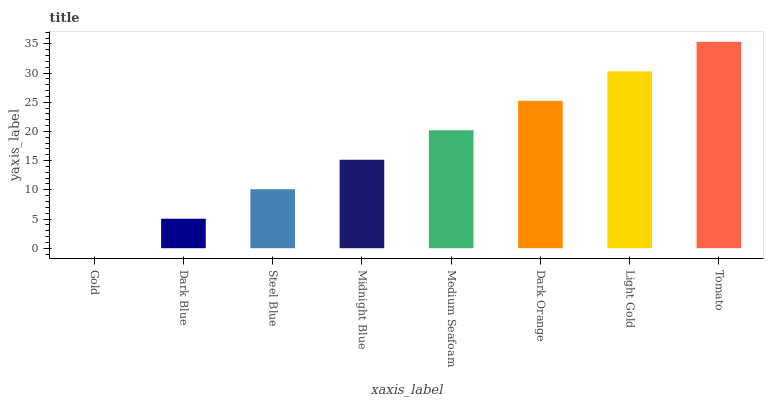 title
yaxis_label
35
30
25
20
15
10
5
0
Gold
Dark Blue
Steel Blue
Midnight Blue
Medium Seafoam
Dark Orange
Light Gold
Tomato
xaxis_label